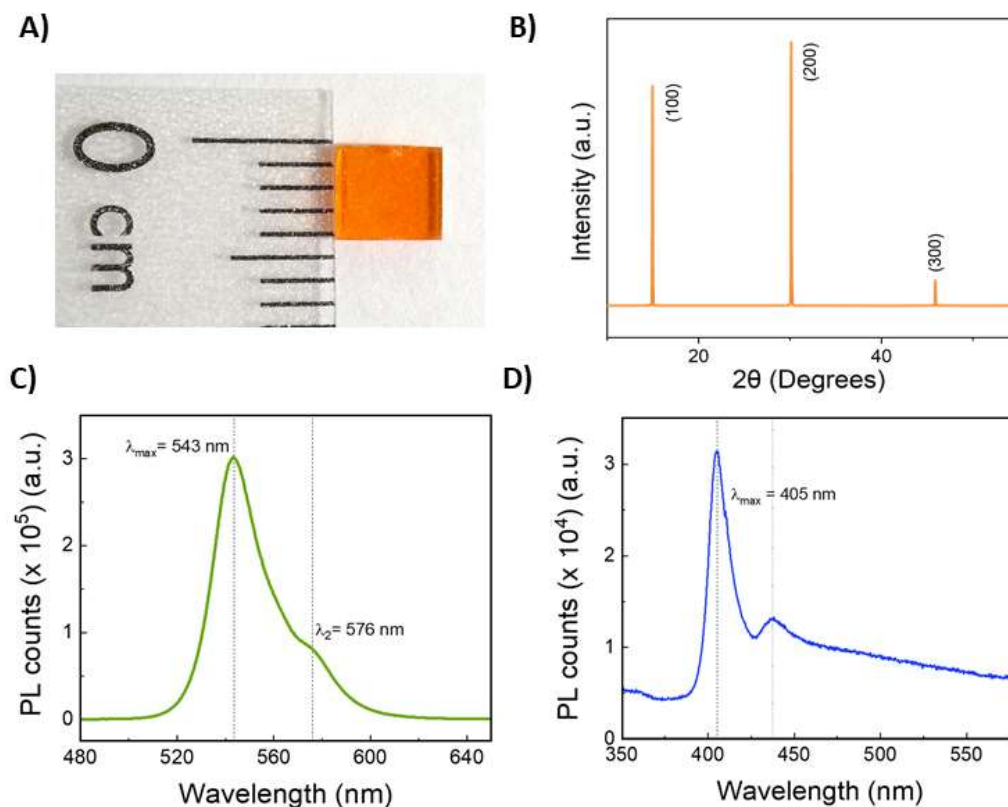 A)
0 cm
B)
Intensity (a.u.)
(100)
(200)
(300)
20
40
2θ (Degrees)
C)
PL counts (x 10⁵) (a.u.)
3
2
1
0
λmax= 543 nm
λ₂= 576 nm
480
520
560
600
640
Wavelength (nm)
D)
PL counts (x 10⁴) (a.u.)
3
2
1
0
λmax = 405 nm
350
400
450
500
550
Wavelength (nm)